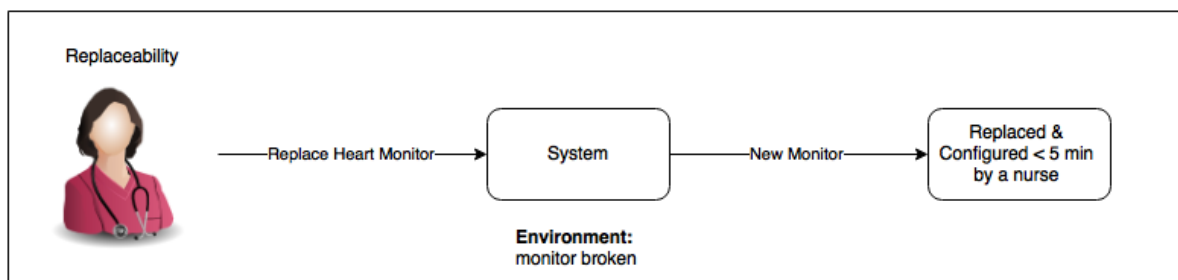 Replaceability
Replace Heart Monitor
System
New Monitor
Replaced &
Configured < 5 min
by a nurse
Environment:
monitor broken